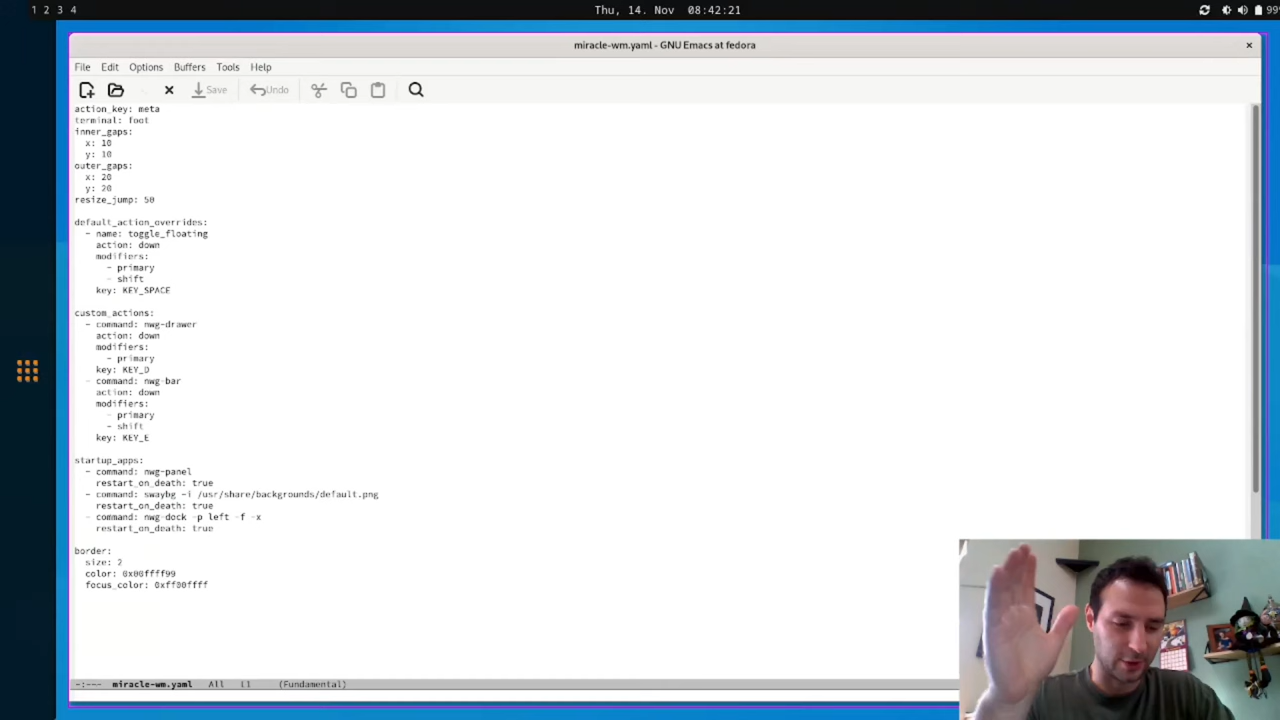 1 2 3 4 Thu, 14. Nov 08:42:21 99
miracle-wm.yaml - GNU Emacs at fedora
File Edit Options Buffers Tools Help
Save Undo
action_key: meta
terminal: foot
inner_gaps:
  x: 10
  y: 10
outer_gaps:
  x: 20
  y: 20
resize_jump: 50

default_action_overrides:
  - name: toggle_floating
    action: down
    modifiers:
      - primary
      - shift
    key: KEY_SPACE

custom_actions:
  - command: nwg-drawer
    action: down
    modifiers:
      - primary
    key: KEY_D
  - command: nwg-bar
    action: down
    modifiers:
      - primary
      - shift
    key: KEY_E

startup_apps:
  - command: nwg-panel
    restart_on_death: true
  - command: swaybg -i /usr/share/backgrounds/default.png
    restart_on_death: true
  - command: nwg-dock -p left -f -x
    restart_on_death: true

border:
  size: 2
  color: 0x00ffff99
  focus_color: 0xff00ffff
-:--- miracle-wm.yaml All (Fundamental)